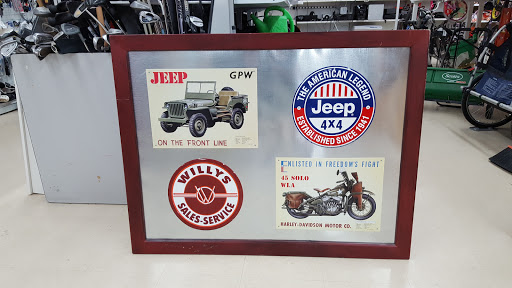 JEEP GPW
ON THE FRONT LINE
THE AMERICAN LEGEND
Jeep
4X4
ESTABLISHED SINCE 1941
WILLYS
W
SALES-SERVICE
ENLISTED IN FREEDOM'S FIGHT
45 SOLO
WLA
HARLEY-DAVIDSON MOTOR CO.
Scotts